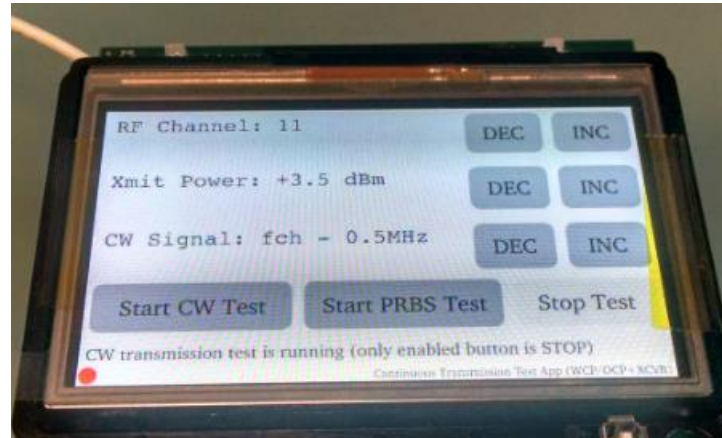 RF Channel: 11 DEC INC
Xmit Power: +3.5 dBm DEC INC
CW Signal: fch - 0.5MHz DEC INC
Start CW Test Start PRBS Test Stop Test
CW transmission test is running (only enabled button is STOP)
Continuous Transmission Test App (WCP/OCP+XCVR)